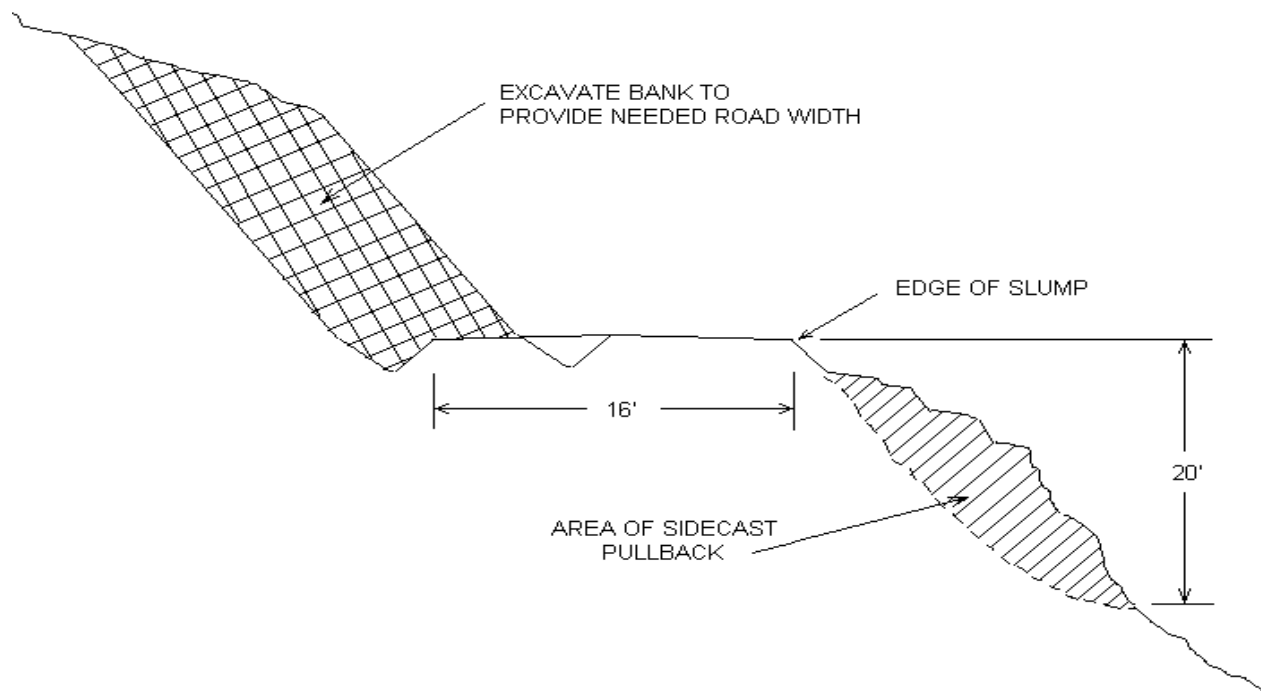 EXCAVATE BANK TO
PROVIDE NEEDED ROAD WIDTH
EDGE OF SLUMP
16'
20'
AREA OF SIDECAST
PULLBACK